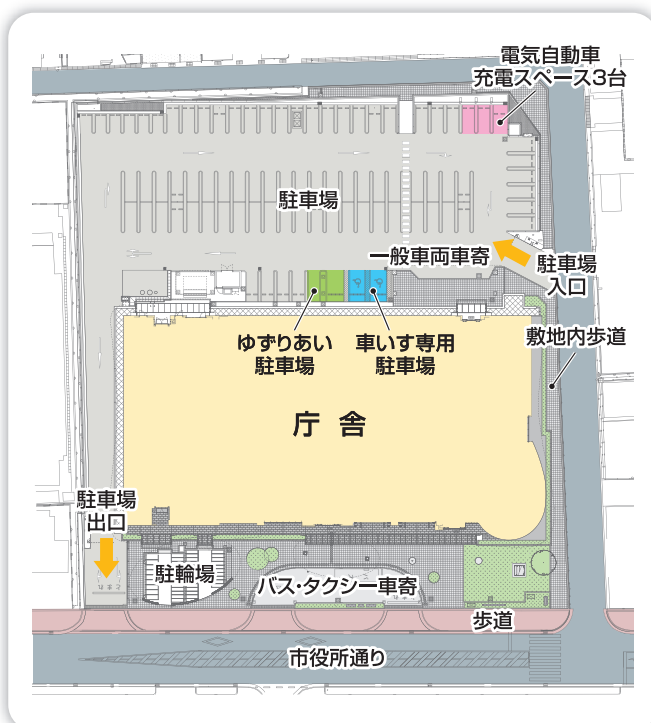 電気自動車
充電スペース3台
駐車場
一般車両車寄
駐車場
入口
ゆずりあい
駐車場
車いす専用
駐車場
敷地内歩道
庁舎
駐車場
出口
駐輪場
バス・タクシー車寄
歩道
市役所通り